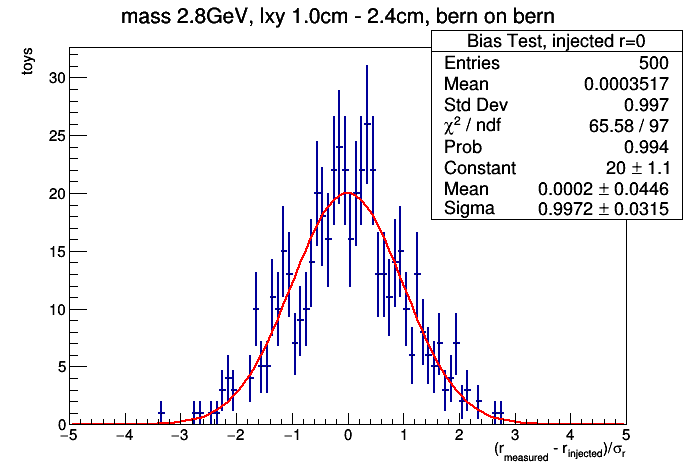 mass 2.8GeV, lxy 1.0cm - 2.4cm, bern on bern
toys
Bias Test, injected r=0
Entries 500
Mean 0.0003517
Std Dev 0.997
χ² / ndf 65.58 / 97
Prob 0.994
Constant 20 ± 1.1
Mean 0.0002 ± 0.0446
Sigma 0.9972 ± 0.0315
30
25
20
15
10
5
0
−5 −4 −3 −2 −1 0 1 2 3 4 5
(r_measured - r_injected)/σ_r